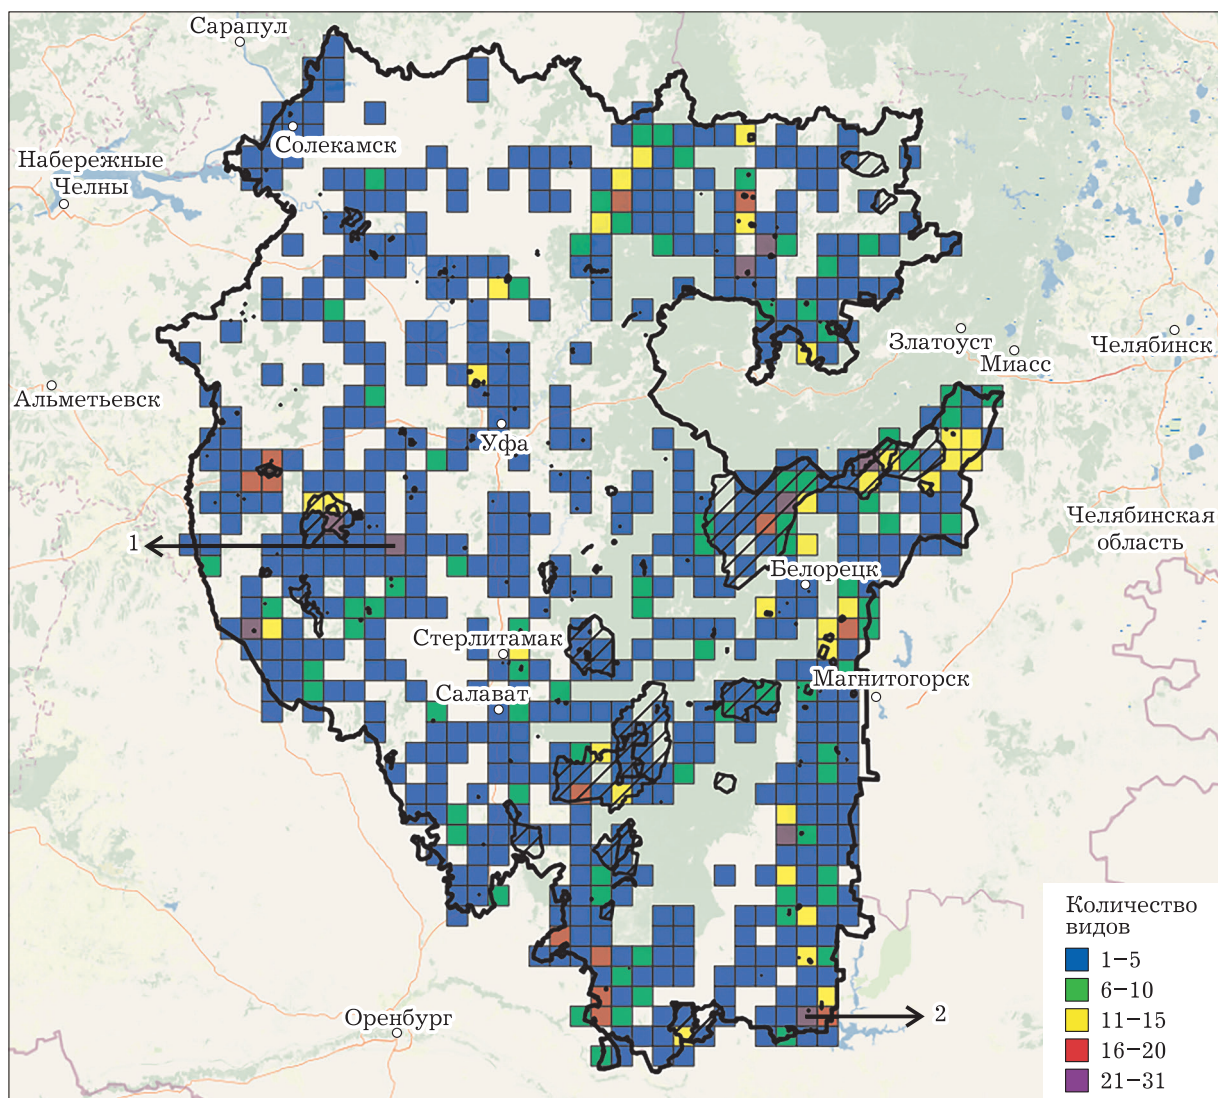 Сарапул
Солекамск
Набережные
Челны
Златоуст
Миасс
Челябинск
Альметьевск
Уфа
Челябинская
область
1
Белорецк
Стерлитамак
Магнитогорск
Салават
Оренбург
2
Количество
видов
1–5
6–10
11–15
16–20
21–31